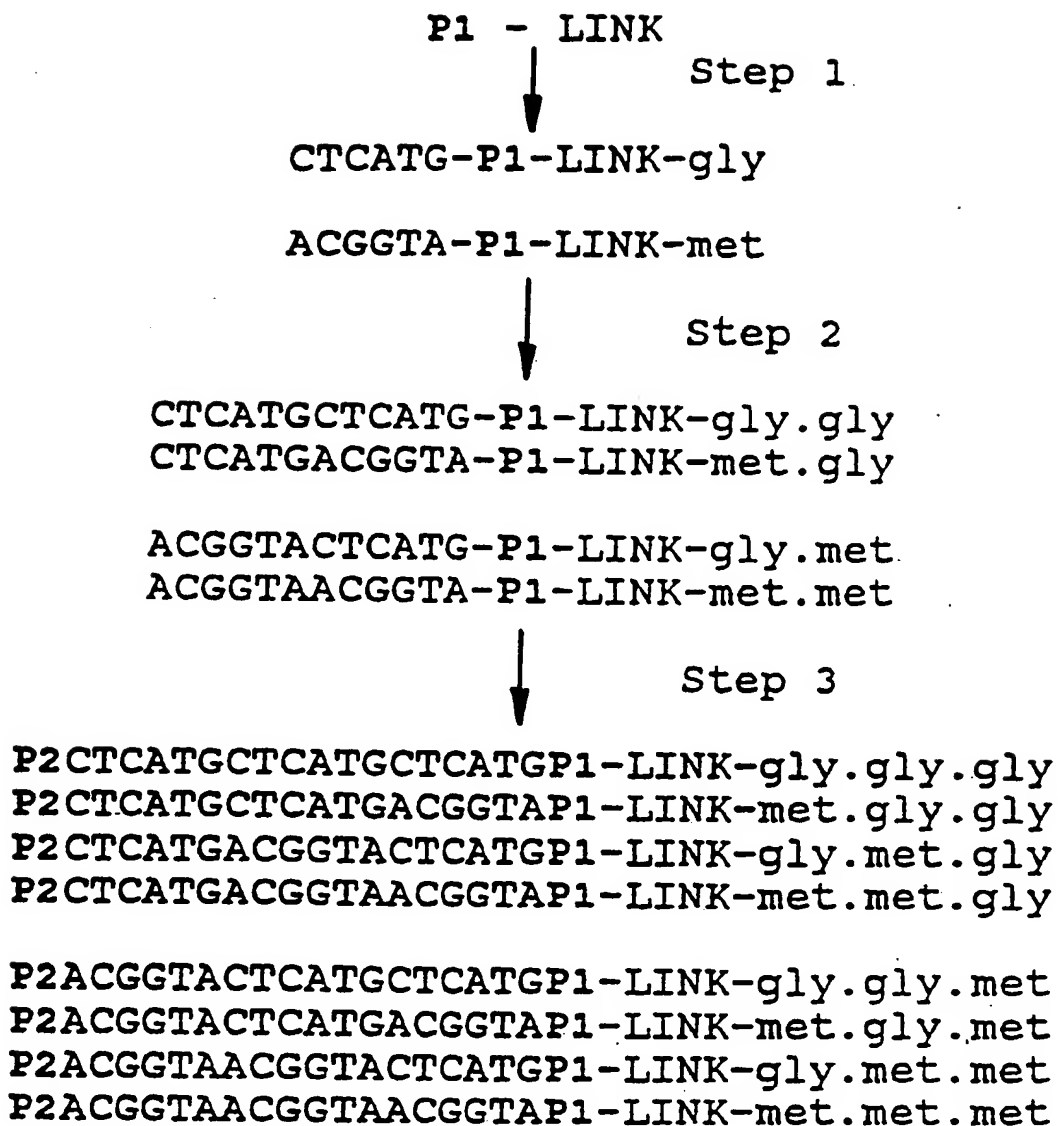 P1 - LINK
Step 1
CTCATG-P1-LINK-gly
ACGGTA-P1-LINK-met
Step 2
CTCATGCTCATG-P1-LINK-gly.gly
CTCATGACGGTA-P1-LINK-met.gly
ACGGTACTCATG-P1-LINK-gly.met
ACGGTAACGGTA-P1-LINK-met.met
Step 3
P2CTCATGCTCATGCTCATGP1-LINK-gly.gly.gly
P2CTCATGCTCATGACGGTAP1-LINK-met.gly.gly
P2CTCATGACGGTACTCATGP1-LINK-gly.met.gly
P2CTCATGACGGTAACGGTAP1-LINK-met.met.gly
P2ACGGTACTCATGCTCATGP1-LINK-gly.gly.met
P2ACGGTACTCATGACGGTAP1-LINK-met.gly.met
P2ACGGTAACGGTACTCATGP1-LINK-gly.met.met
P2ACGGTAACGGTAACGGTAP1-LINK-met.met.met